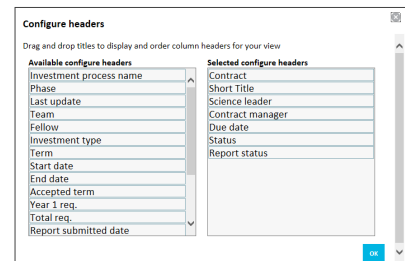 Configure headers
Drag and drop titles to display and order column headers for your view
Available configure headers
Investment process name
Phase
Last update
Team
Fellow
Investment type
Term
Start date
End date
Accepted term
Year 1 req.
Total req.
Report submitted date
Selected configure headers
Contract
Short Title
Science leader
Contract manager
Due date
Status
Report status
OK